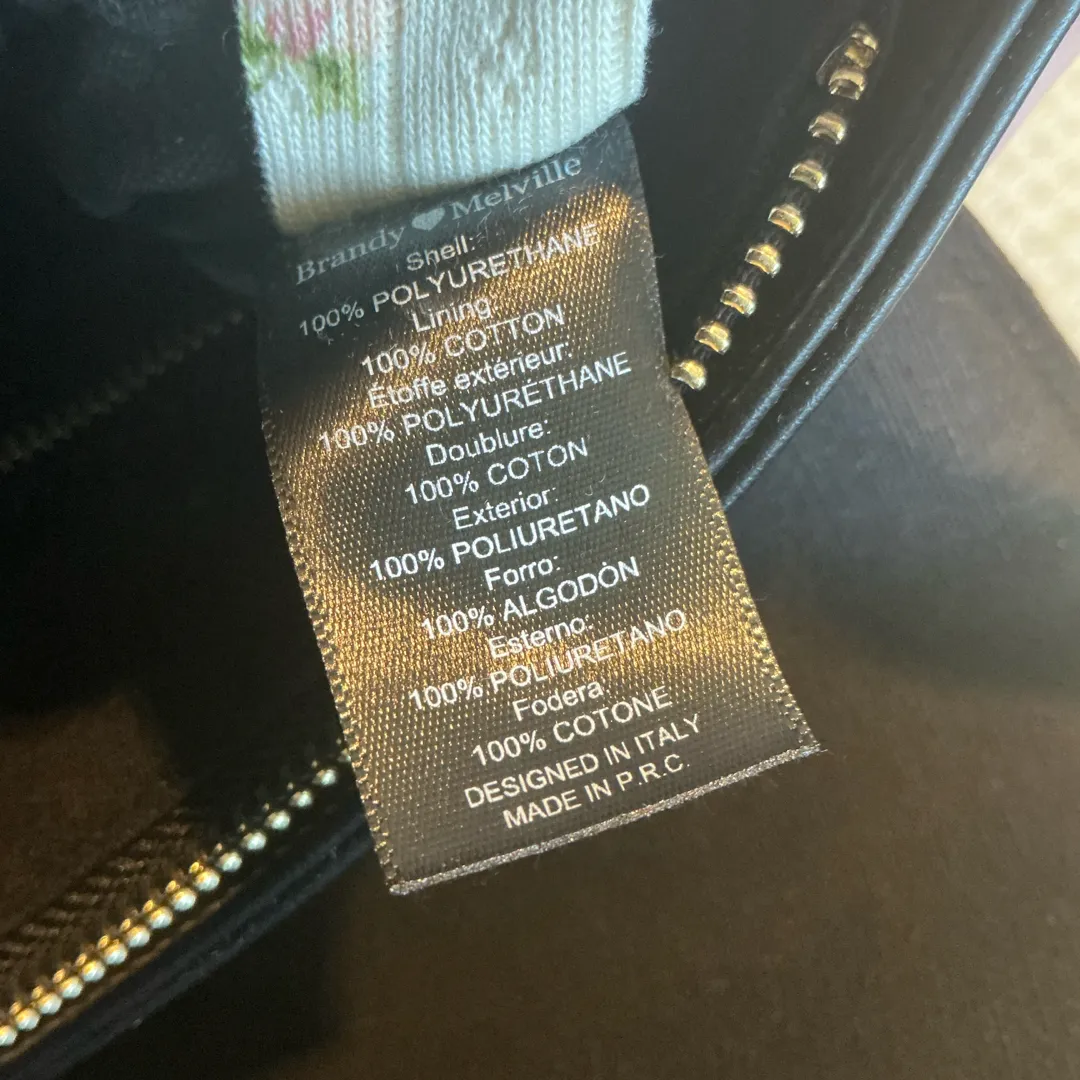 Brandy ♥ Melville
Shell:
100% POLYURETHANE
Lining:
100% COTTON
Étoffe extérieur:
100% POLYURÉTHANE
Doublure:
100% COTON
Exterior:
100% POLIURETANO
Forro:
100% ALGODÒN
Esterno:
100% POLIURETANO
Fodera
100% COTONE
DESIGNED IN ITALY
MADE IN P.R.C.